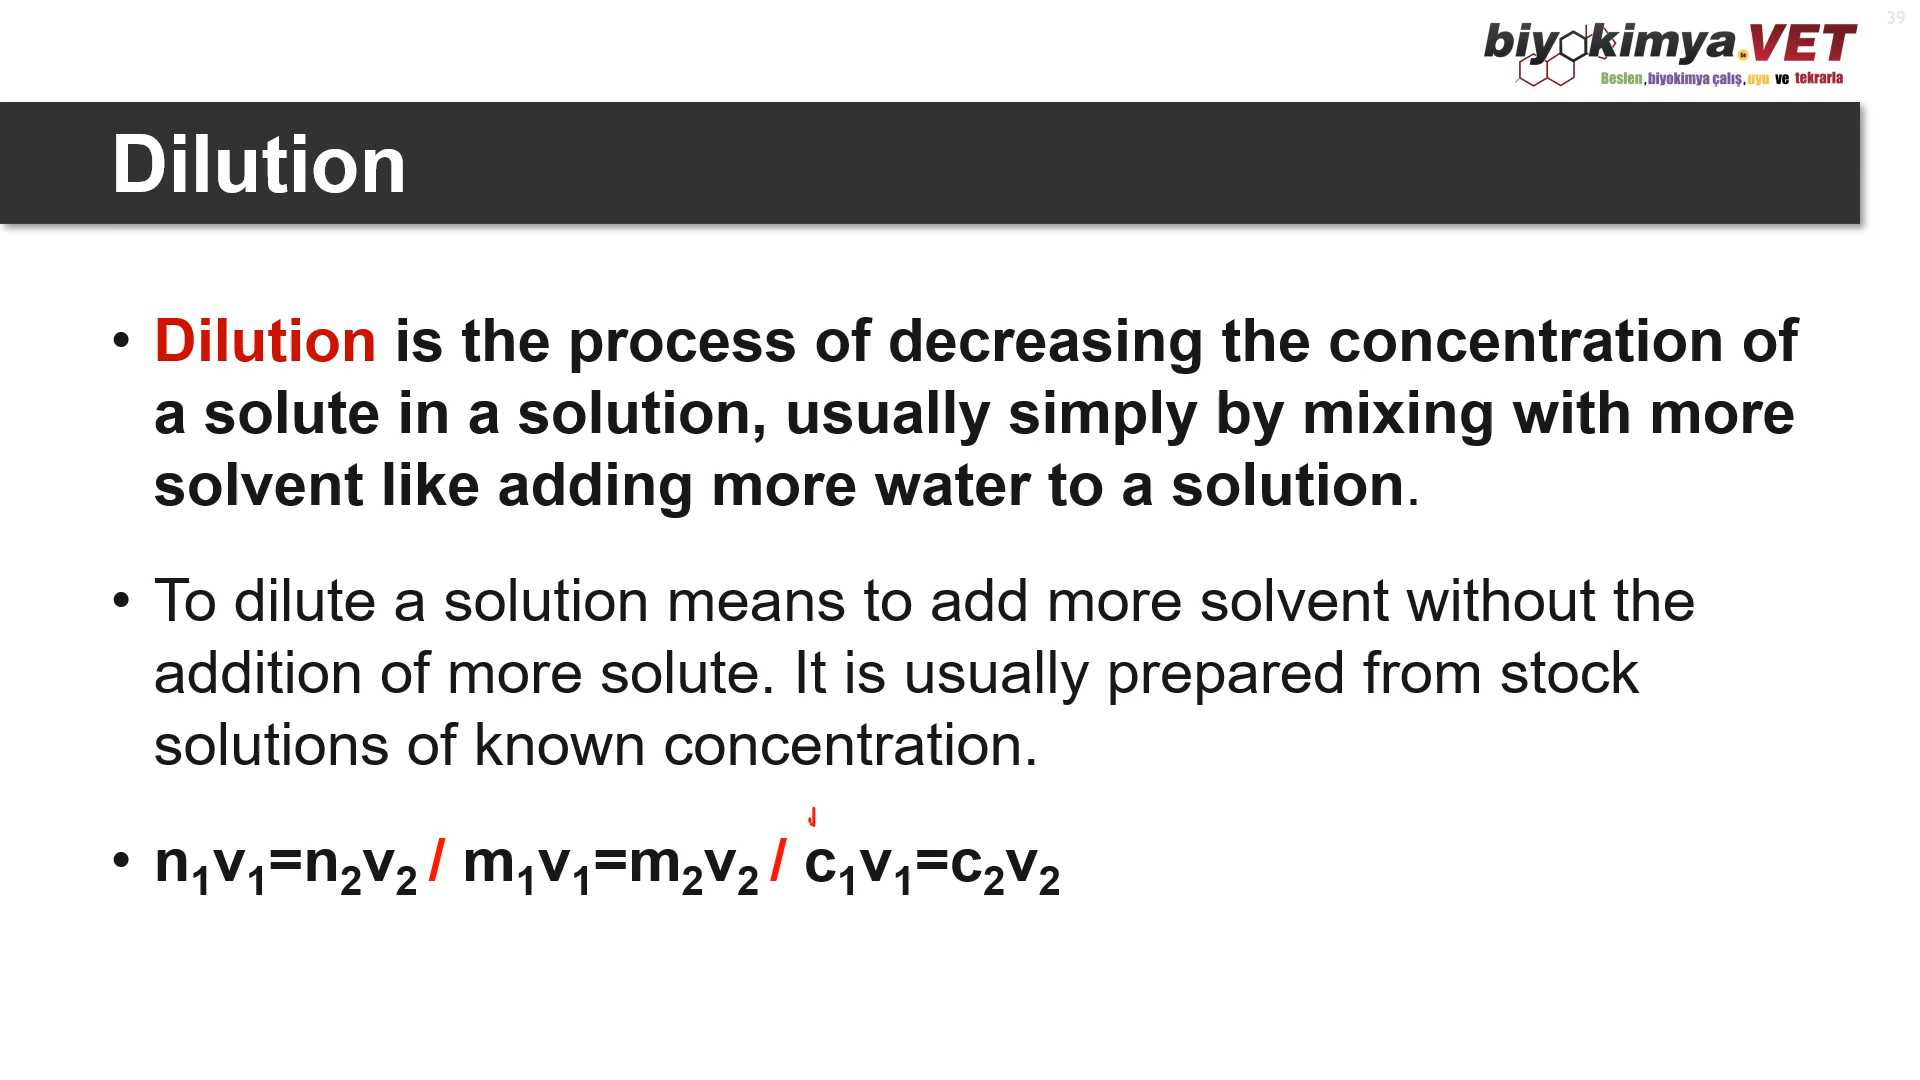 39
biyokimya.VET
Beslen, biyokimya çalış, uyu ve tekrarla
Dilution
• Dilution is the process of decreasing the concentration of
a solute in a solution, usually simply by mixing with more
solvent like adding more water to a solution.
• To dilute a solution means to add more solvent without the
addition of more solute. It is usually prepared from stock
solutions of known concentration.
• n₁v₁=n₂v₂ / m₁v₁=m₂v₂ / c₁v₁=c₂v₂